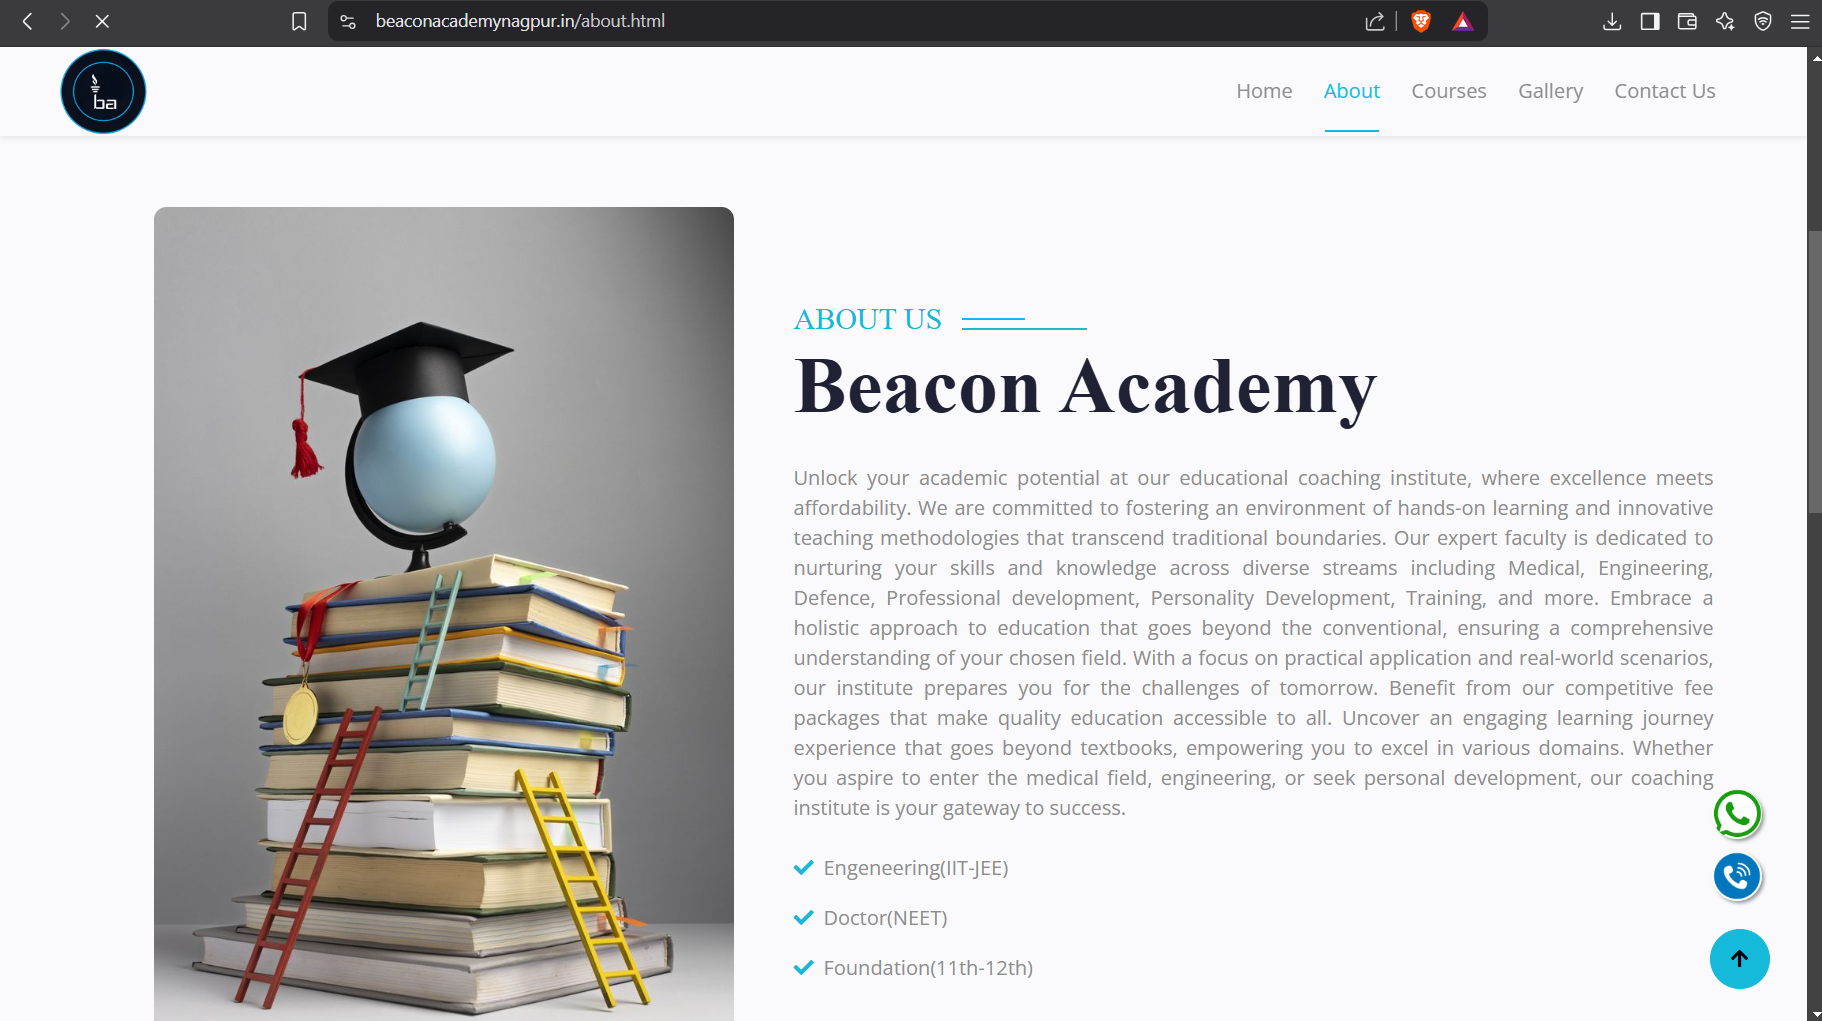 beaconacademynagpur.in/about.html
ba
Home About Courses Gallery Contact Us
ABOUT US
Beacon Academy
Unlock your academic potential at our educational coaching institute, where excellence meets
affordability. We are committed to fostering an environment of hands-on learning and innovative
teaching methodologies that transcend traditional boundaries. Our expert faculty is dedicated to
nurturing your skills and knowledge across diverse streams including Medical, Engineering,
Defence, Professional development, Personality Development, Training, and more. Embrace a
holistic approach to education that goes beyond the conventional, ensuring a comprehensive
understanding of your chosen field. With a focus on practical application and real-world scenarios,
our institute prepares you for the challenges of tomorrow. Benefit from our competitive fee
packages that make quality education accessible to all. Uncover an engaging learning journey
experience that goes beyond textbooks, empowering you to excel in various domains. Whether
you aspire to enter the medical field, engineering, or seek personal development, our coaching
institute is your gateway to success.
Engeneering(IIT-JEE)
Doctor(NEET)
Foundation(11th-12th)